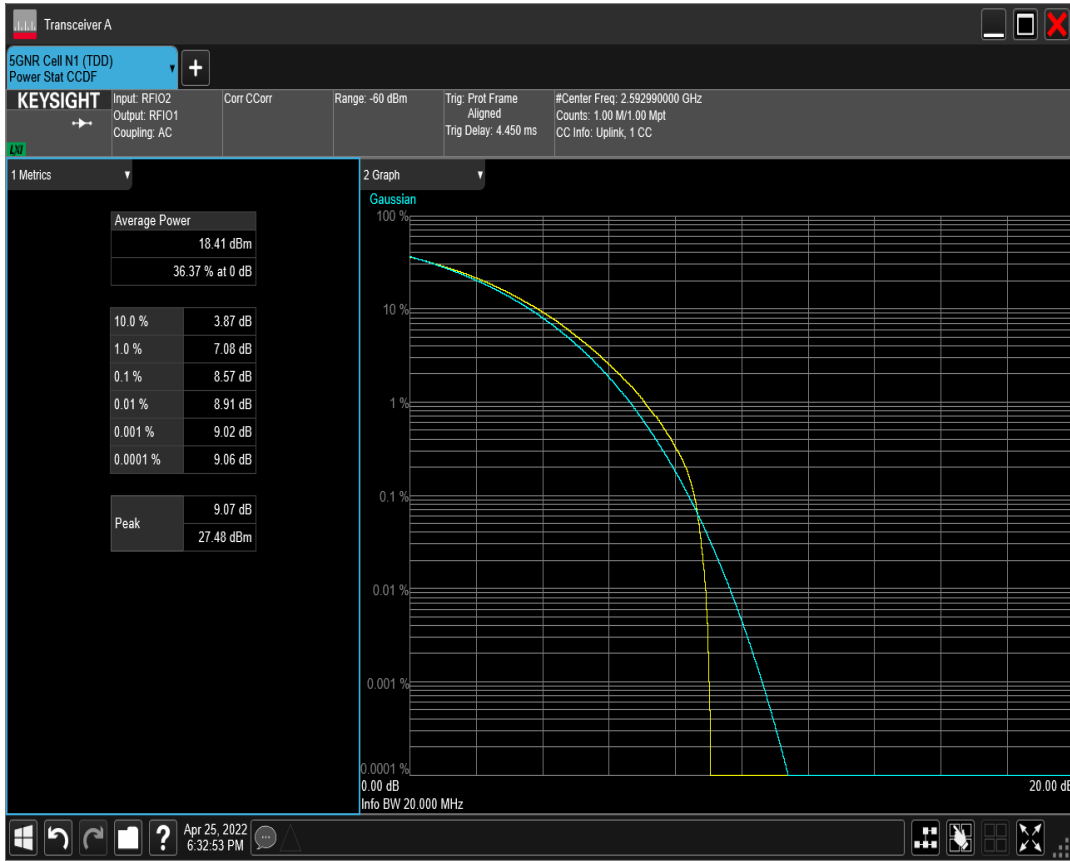 Transceiver A
5GNR Cell N1 (TDD)
Power Stat CCDF
KEYSIGHT
LXI
Input: RFIO2
Output: RFIO1
Coupling: AC
Corr CCorr
Range: -60 dBm
Trig: Prot Frame
Aligned
Trig Delay: 4.450 ms
#Center Freq: 2.592990000 GHz
Counts: 1.00 M/1.00 Mpt
CC Info: Uplink, 1 CC
1 Metrics
Average Power
18.41 dBm
36.37 % at 0 dB
10.0 % 3.87 dB
1.0 % 7.08 dB
0.1 % 8.57 dB
0.01 % 8.91 dB
0.001 % 9.02 dB
0.0001 % 9.06 dB
Peak 9.07 dB
27.48 dBm
2 Graph
Gaussian
100 %
10 %
1 %
0.1 %
0.01 %
0.001 %
0.0001 %
0.00 dB 20.00 dB
Info BW 20.000 MHz
? Apr 25, 2022
6:32:53 PM